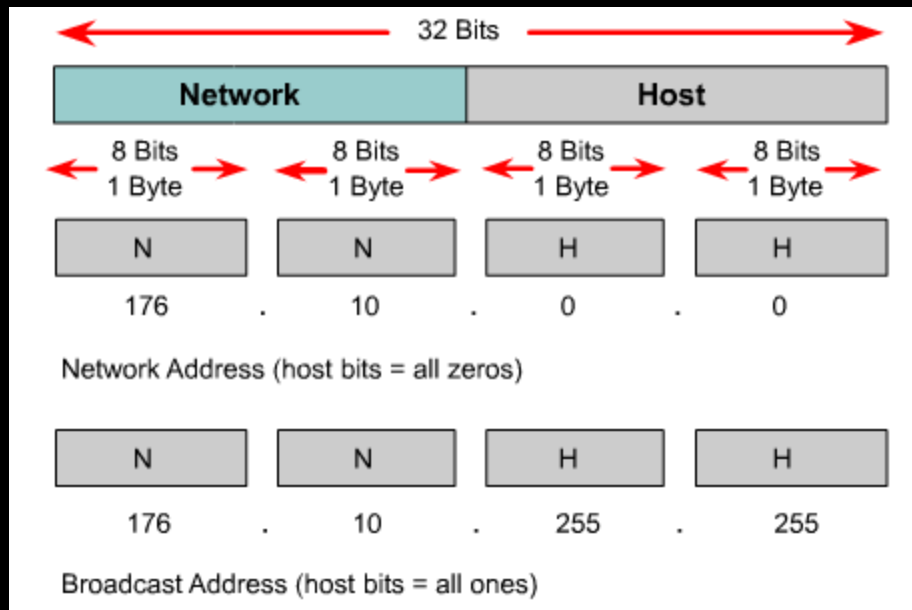 32 Bits
Network Host
8 Bits 8 Bits 8 Bits 8 Bits
1 Byte 1 Byte 1 Byte 1 Byte
N N H H
176 . 10 . 0 . 0
Network Address (host bits = all zeros)
N N H H
176 . 10 . 255 . 255
Broadcast Address (host bits = all ones)